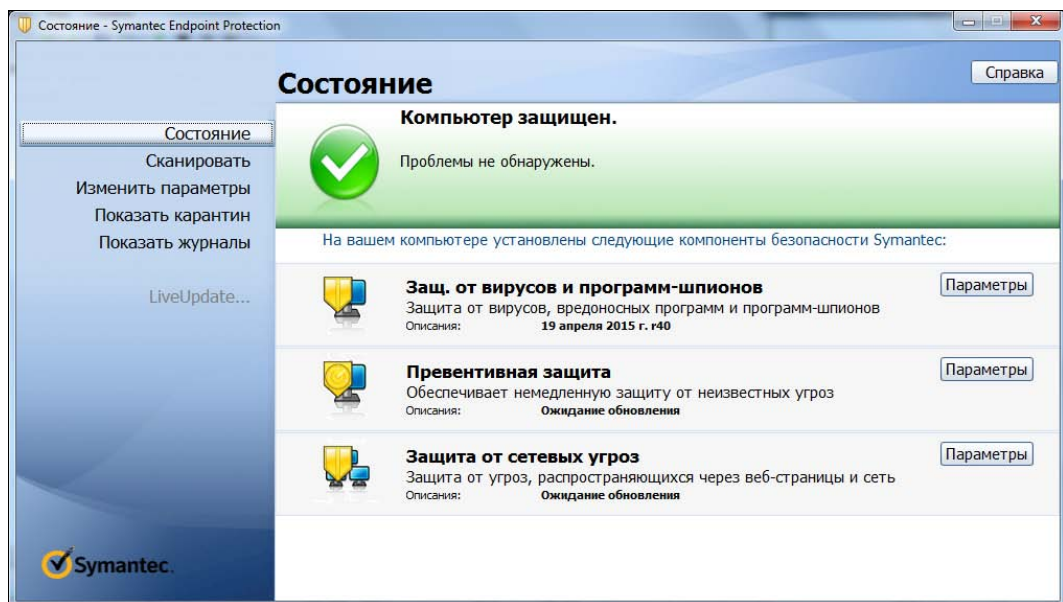 Состояние - Symantec Endpoint Protection
Состояние
Справка
Состояние
Сканировать
Изменить параметры
Показать карантин
Показать журналы
LiveUpdate...
Компьютер защищен.
Проблемы не обнаружены.
На вашем компьютере установлены следующие компоненты безопасности Symantec:
Защ. от вирусов и программ-шпионов
Параметры
Защита от вирусов, вредоносных программ и программ-шпионов
Описания: 19 апреля 2015 г. r40
Превентивная защита
Параметры
Обеспечивает немедленную защиту от неизвестных угроз
Описания: Ожидание обновления
Защита от сетевых угроз
Параметры
Защита от угроз, распространяющихся через веб-страницы и сеть
Описания: Ожидание обновления
Symantec.